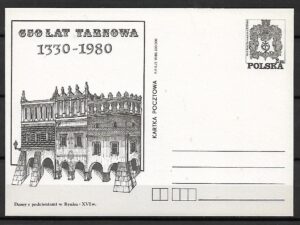 650 LAT TARNOWA
1330-1980
Domy z podcieniami w Rynku - XVI w.
KARTKA POCZTOWA
POLSKA